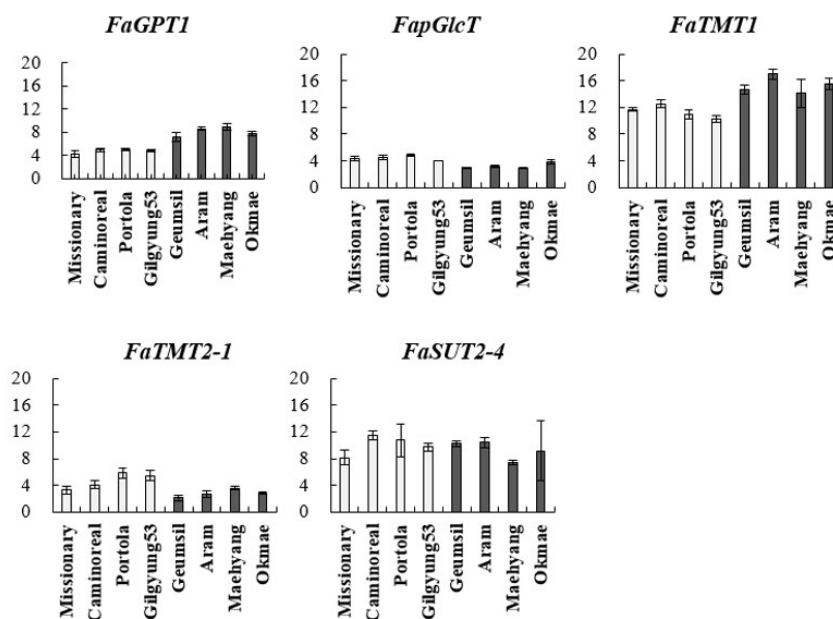 FaGPT1
20
16
12
8
4
0
Missionary
Caminoreal
Portola
Gilgyung53
Geumsil
Aram
Maehyang
Okmae
FapGlcT
20
16
12
8
4
0
Missionary
Caminoreal
Portola
Gilgyung53
Geumsil
Aram
Maehyang
Okmae
FaTMT1
20
16
12
8
4
0
Missionary
Caminoreal
Portola
Gilgyung53
Geumsil
Aram
Maehyang
Okmae
FaTMT2-1
20
16
12
8
4
0
Missionary
Caminoreal
Portola
Gilgyung53
Geumsil
Aram
Maehyang
Okmae
FaSUT2-4
20
16
12
8
4
0
Missionary
Caminoreal
Portola
Gilgyung53
Geumsil
Aram
Maehyang
Okmae